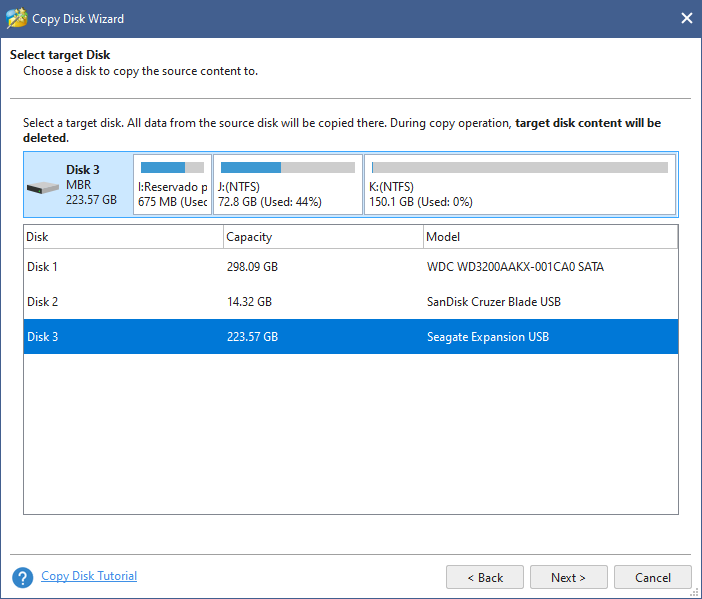 Copy Disk Wizard
Select target Disk
Choose a disk to copy the source content to.
Select a target disk. All data from the source disk will be copied there. During copy operation, target disk content will be
deleted.
Disk 3
MBR
223.57 GB
I:Reservado p
675 MB (Usec
J:(NTFS)
72.8 GB (Used: 44%)
K:(NTFS)
150.1 GB (Used: 0%)
Disk Capacity Model
Disk 1 298.09 GB WDC WD3200AAKX-001CA0 SATA
Disk 2 14.32 GB SanDisk Cruzer Blade USB
Disk 3 223.57 GB Seagate Expansion USB
? Copy Disk Tutorial
< Back Next > Cancel